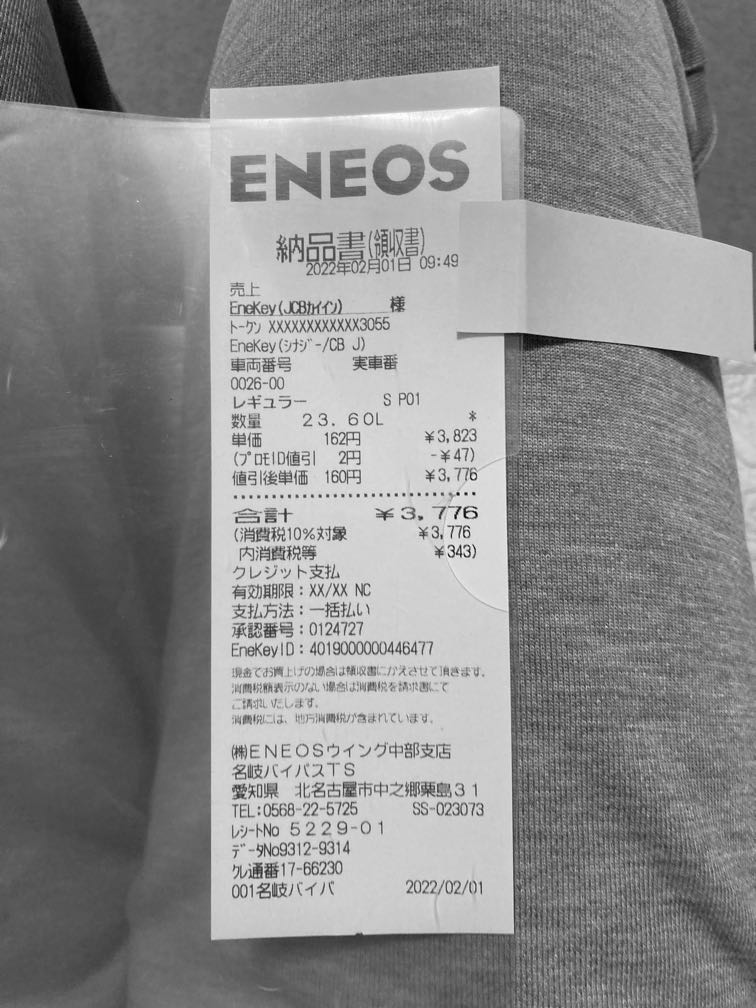 ENEOS
納品書(領収書)
2022年02月01日 09:49
売上
EneKey(JCBカイイン) 様
トークン XXXXXXXXXXXX3055
EneKey(シナジー/CB J)
車両番号 実車番
0026-00
レギュラー S P01
数量 23.60L *
単価 162円 ¥3,823
(プロモID値引 2円 -¥47)
値引後単価 160円 ¥3,776
合計 ¥3,776
(消費税10%対象 ¥3,776
内消費税等 ¥343)
クレジット支払
有効期限:XX/XX NC
支払方法:一括払い
承認番号:0124727
EneKeyID:4019000000446477
現金でお買上げの場合は領収書にかえさせて頂きます。
消費税額表示のない場合は消費税を請求書にて
ご請求いたします。
消費税には、地方消費税が含まれています。
㈱ENEOSウイング中部支店
名岐バイパスTS
愛知県 北名古屋市中之郷栗島31
TEL:0568-22-5725 SS-023073
レシートNo 5229-01
データNo9312-9314
クレ通番17-66230
001名岐バイパ 2022/02/01